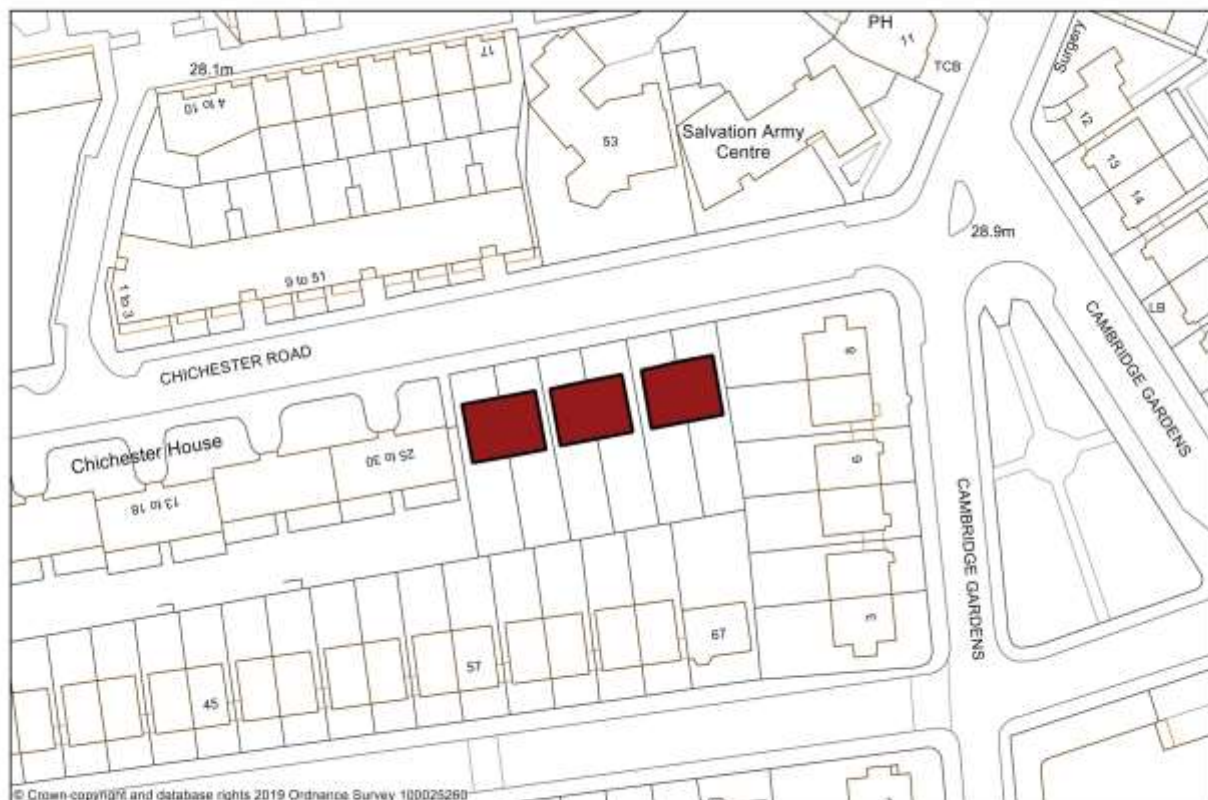 PH
11
TCB
Surgery
28.1m
17
4 to 10
53
Salvation Army
Centre
12
13
14
28.9m
LB
1 to 3
6 to 51
CHICHESTER ROAD
CAMBRIDGE GARDENS
8
Chichester House
25 to 30
13 to 18
6
CAMBRIDGE GARDENS
3
67
57
45
© Crown copyright and database rights 2019 Ordnance Survey 100025260